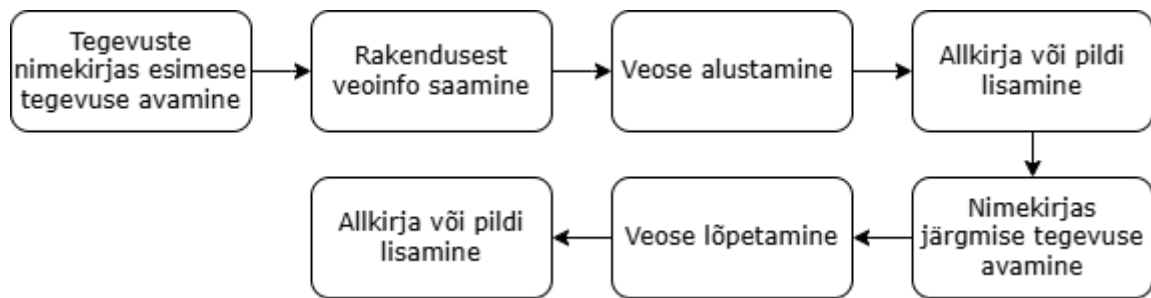 Tegevuste
nimekirjas esimese
tegevuse avamine
Rakendusest
veoinfo saamine
Veose alustamine
Allkirja või pildi
lisamine
Nimekirjas
järgmise tegevuse
avamine
Veose lõpetamine
Allkirja või pildi
lisamine